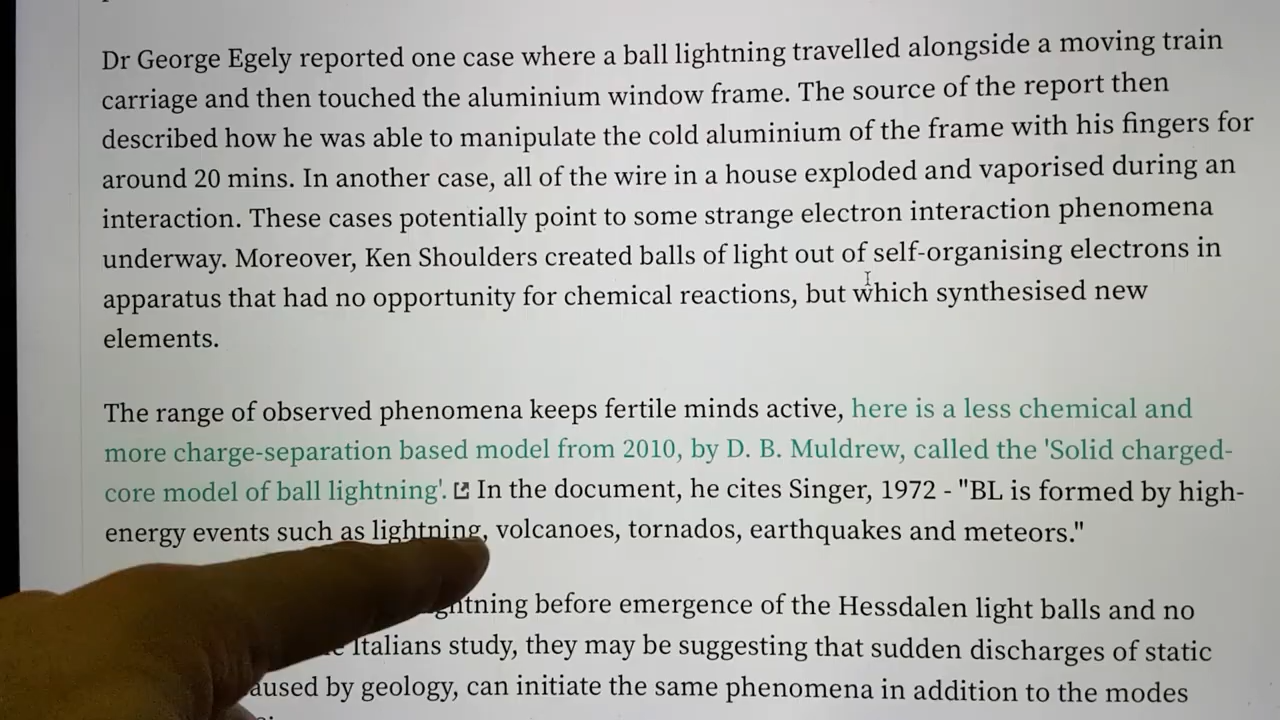 Dr George Egely reported one case where a ball lightning travelled alongside a moving train
carriage and then touched the aluminium window frame. The source of the report then
described how he was able to manipulate the cold aluminium of the frame with his fingers for
around 20 mins. In another case, all of the wire in a house exploded and vaporised during an
interaction. These cases potentially point to some strange electron interaction phenomena
underway. Moreover, Ken Shoulders created balls of light out of self-organising electrons in
apparatus that had no opportunity for chemical reactions, but which synthesised new
elements.
The range of observed phenomena keeps fertile minds active, here is a less chemical and
more charge-separation based model from 2010, by D. B. Muldrew, called the 'Solid charged-
core model of ball lightning'. In the document, he cites Singer, 1972 - "BL is formed by high-
energy events such as lightning, volcanoes, tornados, earthquakes and meteors."
before emergence of the Hessdalen light balls and no
Italians study, they may be suggesting that sudden discharges of static
by geology, can initiate the same phenomena in addition to the modes